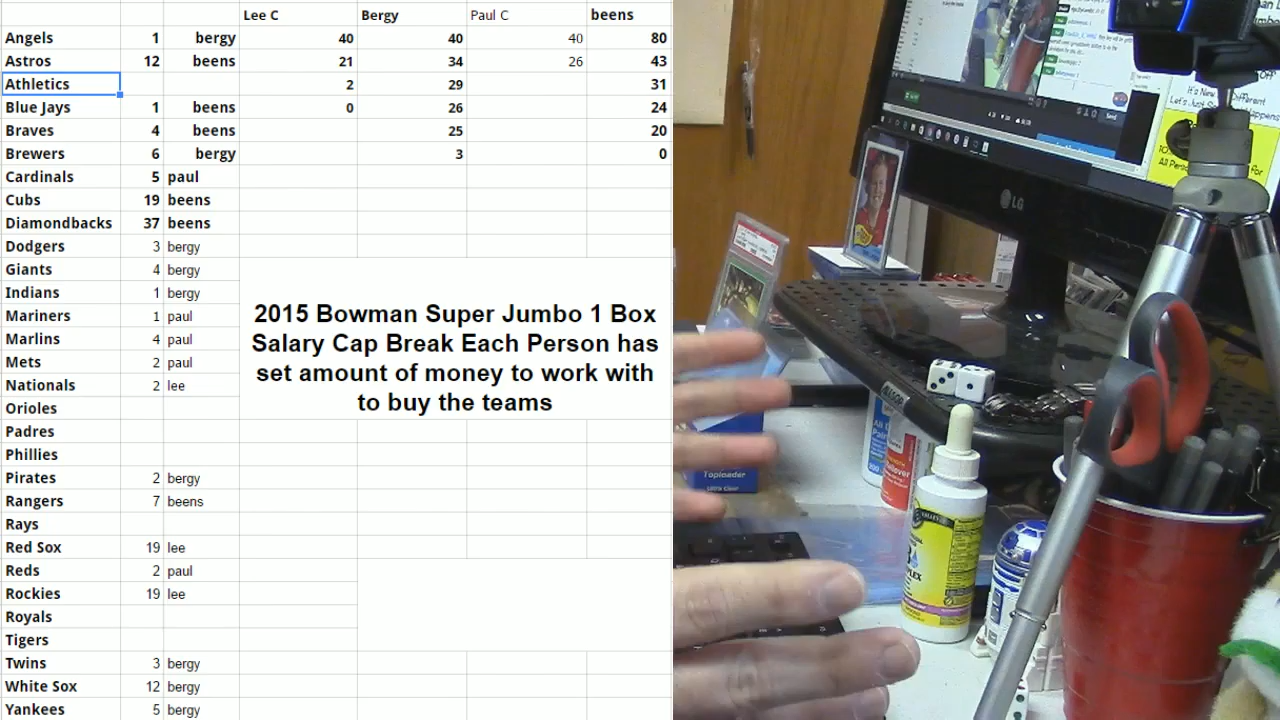 Lee C Bergy Paul C beens
Angels 1 bergy 40 40 40 80
Astros 12 beens 21 34 26 43
Athletics 2 29 31
Blue Jays 1 beens 0 26 24
Braves 4 beens 25 20
Brewers 6 bergy 3 0
Cardinals 5 paul
Cubs 19 beens
Diamondbacks 37 beens
Dodgers 3 bergy
Giants 4 bergy
Indians 1 bergy
Mariners 1 paul
Marlins 4 paul
Mets 2 paul
Nationals 2 lee
Orioles
Padres
Phillies
Pirates 2 bergy
Rangers 7 beens
Rays
Red Sox 19 lee
Reds 2 paul
Rockies 19 lee
Royals
Tigers
Twins 3 bergy
White Sox 12 bergy
Yankees 5 bergy
2015 Bowman Super Jumbo 1 Box
Salary Cap Break Each Person has
set amount of money to work with
to buy the teams
It's New
Different
Let's Just
Happens
LG
Toploader